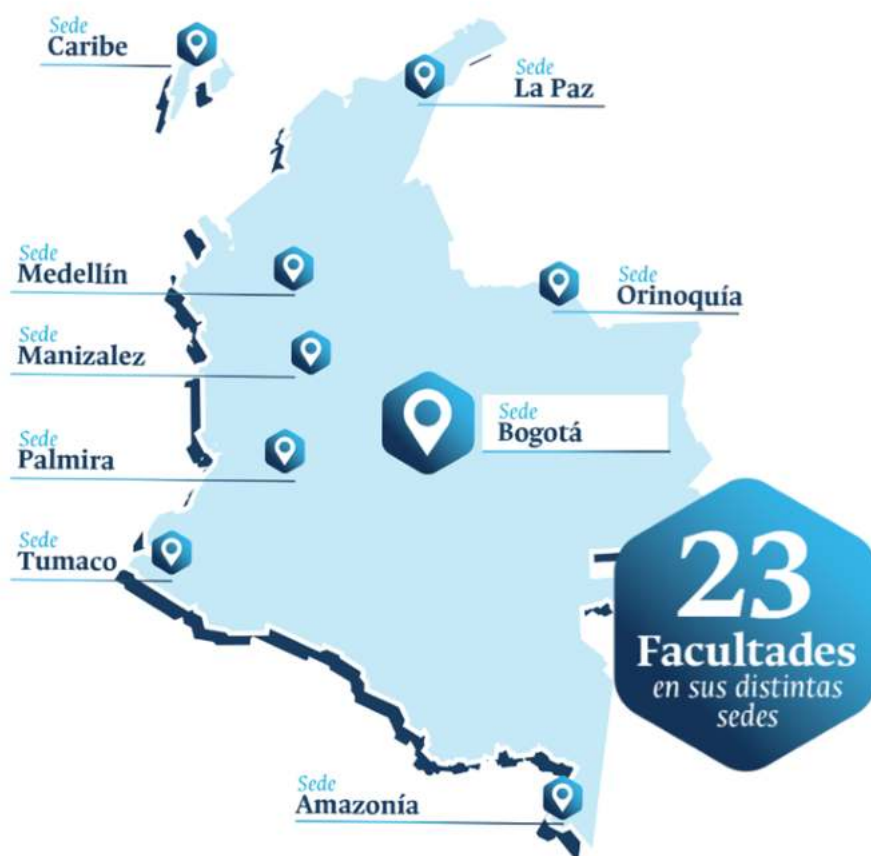 Sede
Caribe
Sede
La Paz
Sede
Medellín
Sede
Orinoquía
Sede
Manizalez
Sede
Bogotá
Sede
Palmira
Sede
Tumaco
23
Facultades
en sus distintas
sedes
Sede
Amazonía